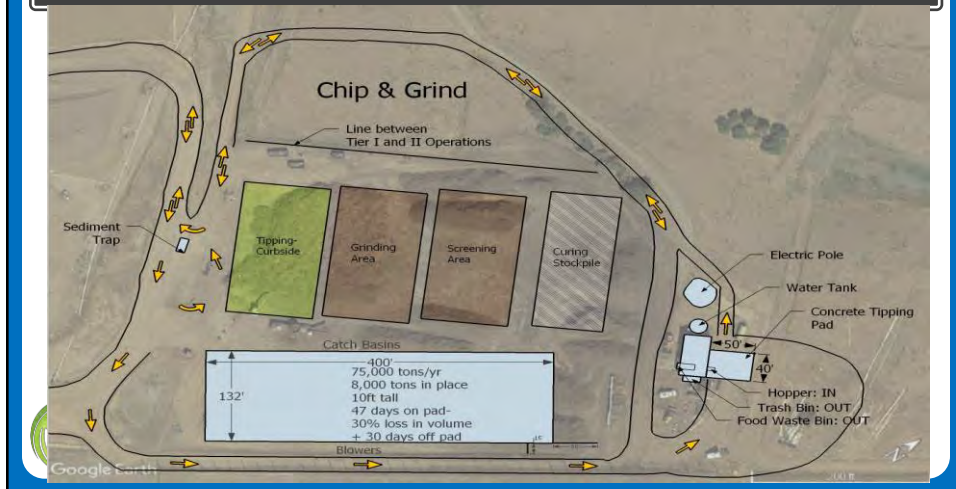 Chip & Grind
Line between
Tier I and II Operations
Sediment
Trap
Tipping-
Curbside
Grinding
Area
Screening
Area
Curing
Stockpile
Electric Pole
Water Tank
Concrete Tipping
Pad
50'
40'
Hopper: IN
Trash Bin: OUT
Food Waste Bin: OUT
Catch Basins
400'
132'
75,000 tons/yr
8,000 tons in place
10ft tall
47 days on pad-
30% loss in volume
+ 30 days off pad
Blowers
Google Earth
200 ft